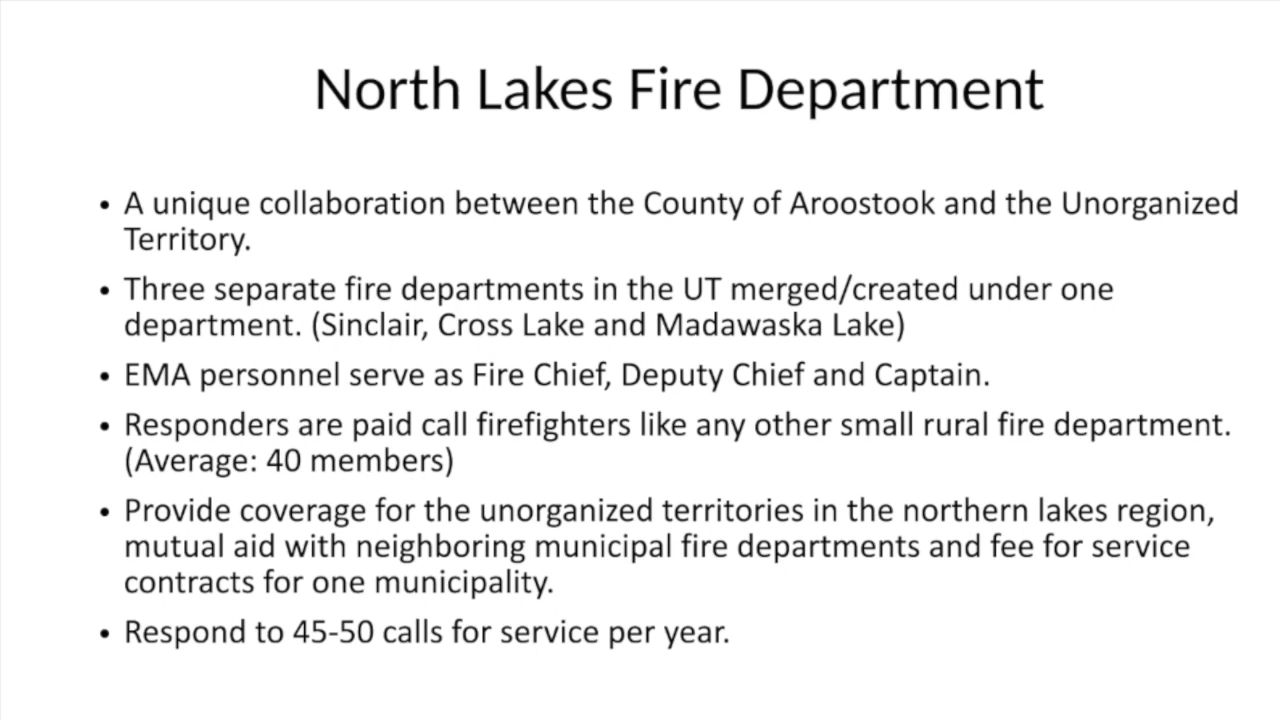 North Lakes Fire Department
• A unique collaboration between the County of Aroostook and the Unorganized
Territory.
• Three separate fire departments in the UT merged/created under one
department. (Sinclair, Cross Lake and Madawaska Lake)
• EMA personnel serve as Fire Chief, Deputy Chief and Captain.
• Responders are paid call firefighters like any other small rural fire department.
(Average: 40 members)
• Provide coverage for the unorganized territories in the northern lakes region,
mutual aid with neighboring municipal fire departments and fee for service
contracts for one municipality.
• Respond to 45-50 calls for service per year.